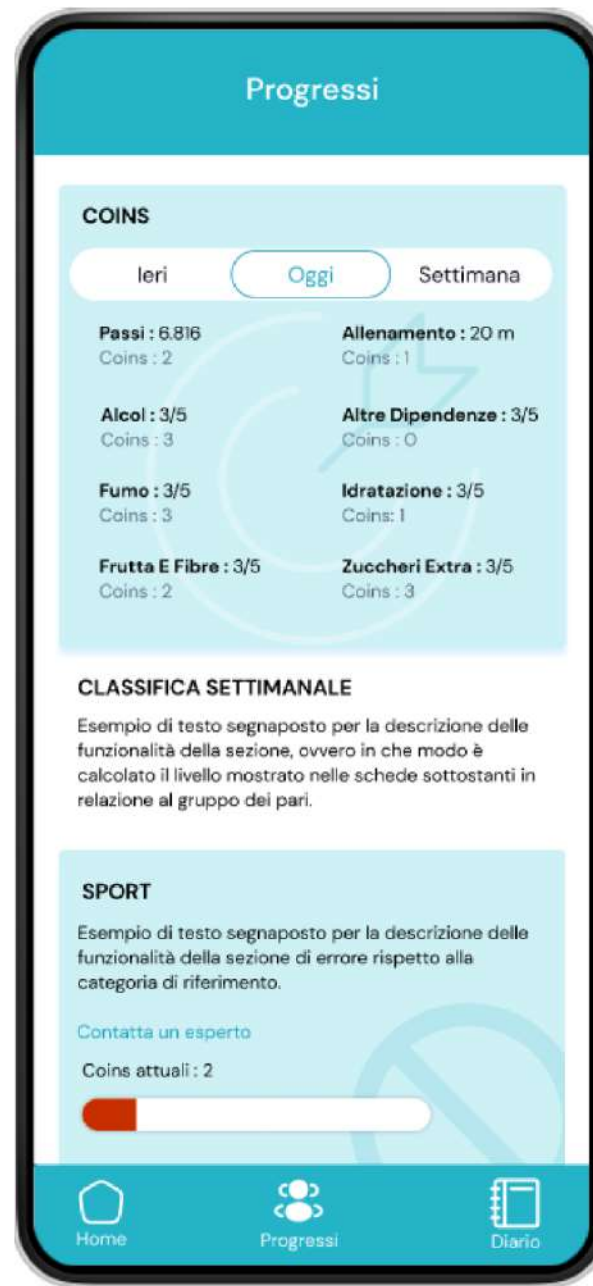 Progressi
COINS
Ieri Oggi Settimana
Passi : 6.816 Allenamento : 20 m
Coins : 2 Coins : 1
Alcol : 3/5 Altre Dipendenze : 3/5
Coins : 3 Coins : 0
Fumo : 3/5 Idratazione : 3/5
Coins : 3 Coins: 1
Frutta E Fibre : 3/5 Zuccheri Extra : 3/5
Coins : 2 Coins : 3
CLASSIFICA SETTIMANALE
Esempio di testo segnaposto per la descrizione delle
funzionalità della sezione, ovvero in che modo è
calcolato il livello mostrato nelle schede sottostanti in
relazione al gruppo dei pari.
SPORT
Esempio di testo segnaposto per la descrizione delle
funzionalità della sezione di errore rispetto alla
categoria di riferimento.
Contatta un esperto
Coins attuali : 2
Home Progressi Diario